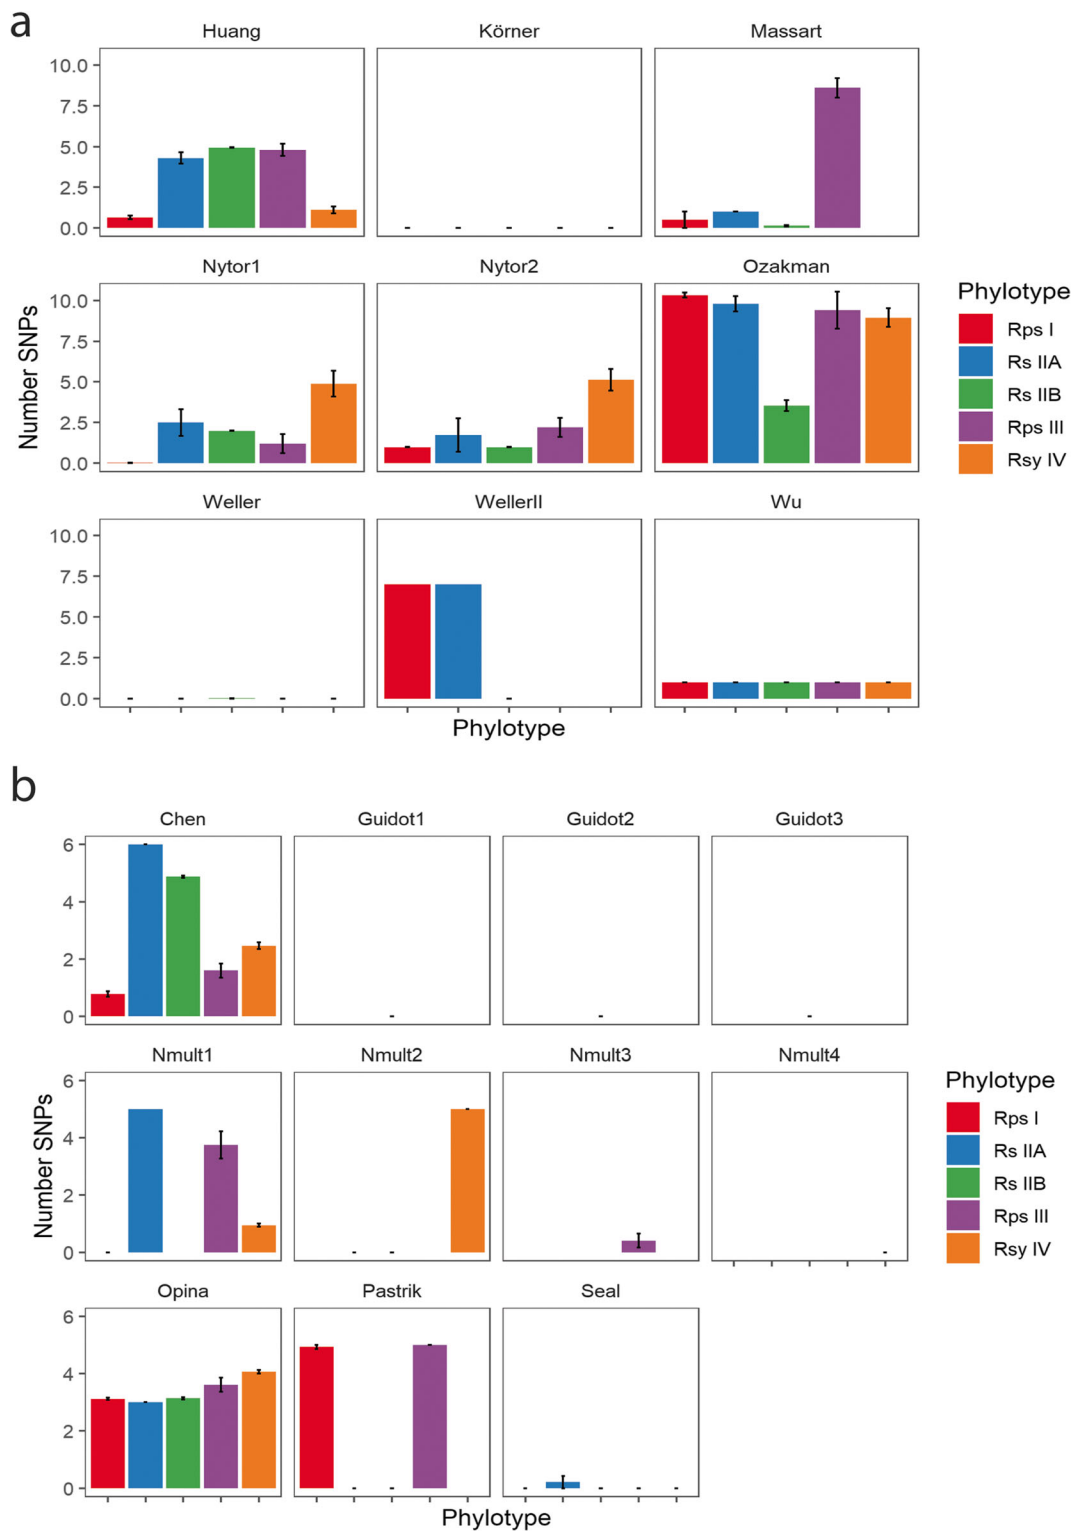 a
Huang Körner Massart
10.0
7.5
5.0
2.5
0.0
Nytor1 Nytor2 Ozakman
10.0
7.5
5.0
2.5
0.0
Number SNPs
Phylotype
Rps I
Rs IIA
Rs IIB
Rps III
Rsy IV
Weller WellerII Wu
10.0
7.5
5.0
2.5
0.0
Phylotype
b
Chen Guidot1 Guidot2 Guidot3
6
4
2
0
Nmult1 Nmult2 Nmult3 Nmult4
6
4
2
0
Number SNPs
Phylotype
Rps I
Rs IIA
Rs IIB
Rps III
Rsy IV
Opina Pastrik Seal
6
4
2
0
Phylotype